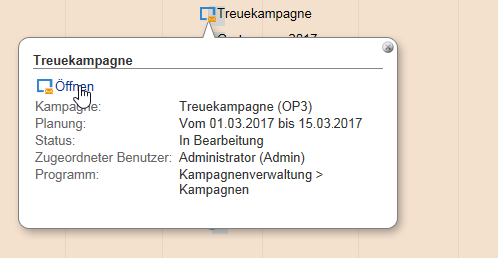 Treuekampagne
2017
Treuekampagne
Öffnen
Kampagne: Treuekampagne (OP3)
Planung: Vom 01.03.2017 bis 15.03.2017
Status: In Bearbeitung
Zugeordneter Benutzer: Administrator (Admin)
Programm: Kampagnenverwaltung >
Kampagnen